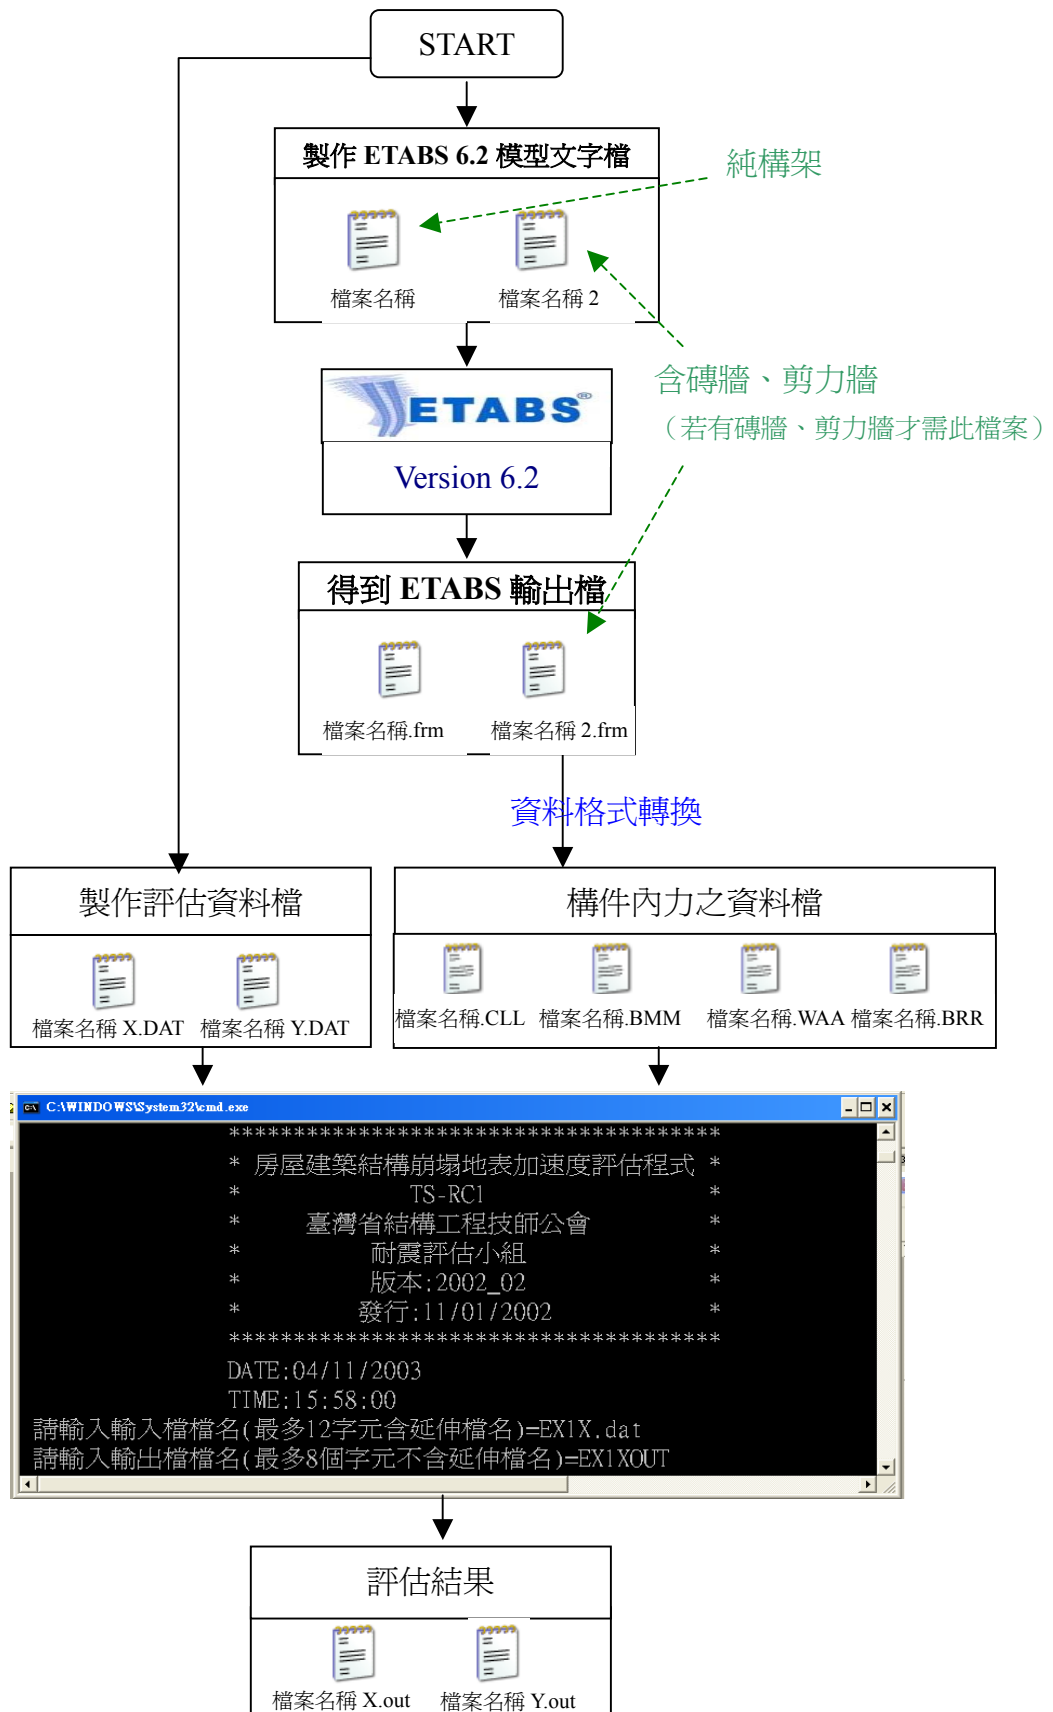 START
製作 ETABS 6.2 模型文字檔
純構架
檔案名稱
檔案名稱 2
含磚牆、剪力牆
（若有磚牆、剪力牆才需此檔案）
ETABS®
Version 6.2
得到 ETABS 輸出檔
檔案名稱.frm
檔案名稱 2.frm
資料格式轉換
製作評估資料檔
檔案名稱 X.DAT
檔案名稱 Y.DAT
構件內力之資料檔
檔案名稱.CLL
檔案名稱.BMM
檔案名稱.WAA
檔案名稱.BRR
C:\WINDOWS\System32\cmd.exe
**************************************
* 房屋建築結構崩塌地表加速度評估程式 *
* TS-RC1 *
* 臺灣省結構工程技師公會 *
* 耐震評估小組 *
* 版本:2002_02 *
* 發行:11/01/2002 *
**************************************
DATE:04/11/2003
TIME:15:58:00
請輸入輸入檔檔名(最多12字元含延伸檔名)=EX1X.dat
請輸入輸出檔檔名(最多8個字元不含延伸檔名)=EX1XOUT
評估結果
檔案名稱 X.out
檔案名稱 Y.out